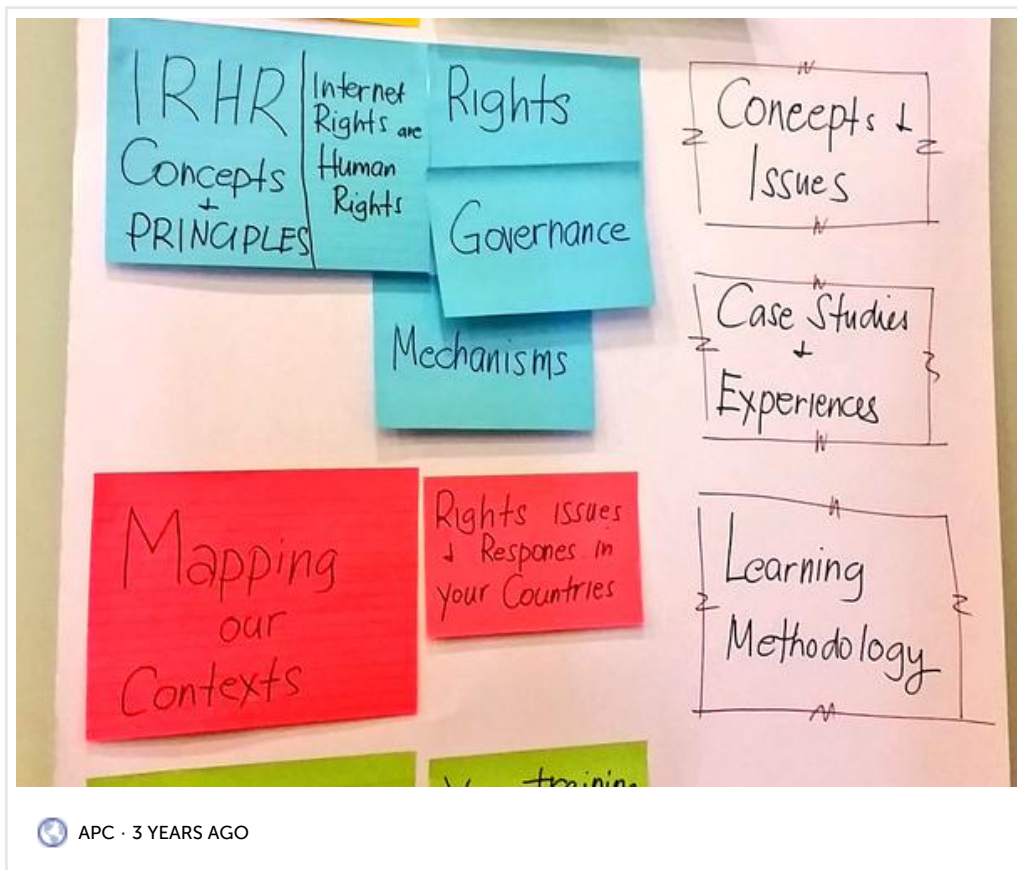 IRHR
Concepts
+
PRINCIPLES
Internet
Rights are
Human
Rights
Rights
Governance
Mechanisms
Concepts +
Issues
Case Studies
+
Experiences
Mapping
our
Contexts
Rights issues
+ Respones in
your Countries
Learning
Methodology
training
APC · 3 YEARS AGO